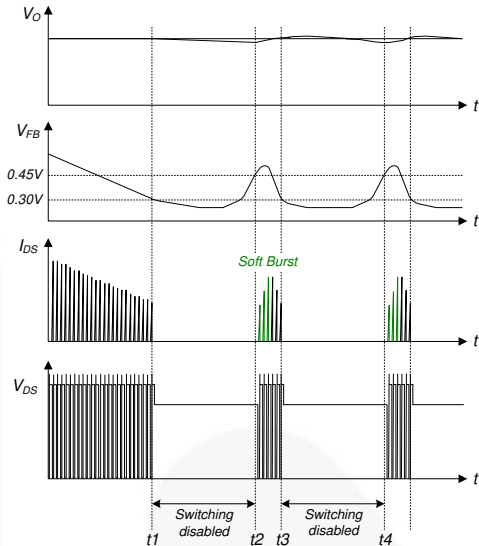 VO
t
VFB
0.45V
0.30V
t
IDS
Soft Burst
t
VDS
t
Switching
disabled
Switching
disabled
t1
t2
t3
t4